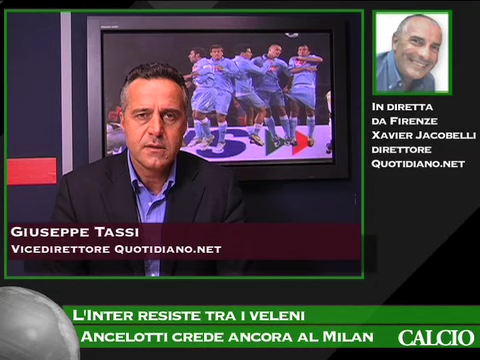 In diretta
da Firenze
Xavier Jacobelli
direttore
Quotidiano.net
Giuseppe Tassi
Vicedirettore Quotidiano.net
L'Inter resiste tra i veleni
Ancelotti crede ancora al Milan
CALCIO